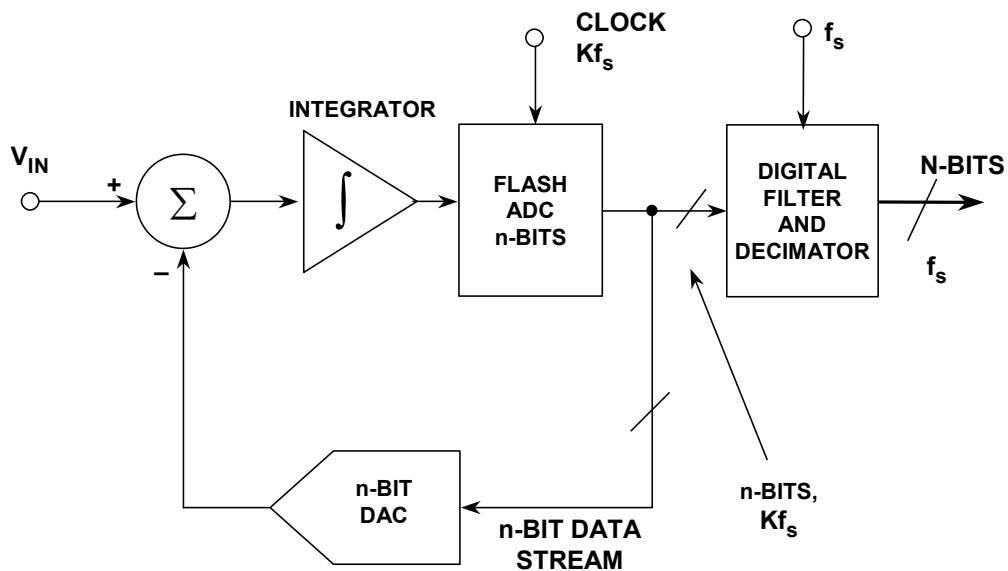 CLOCK
Kfs
fs
INTEGRATOR
VIN
+
Σ
−
∫
FLASH
ADC
n-BITS
DIGITAL
FILTER
AND
DECIMATOR
N-BITS
fs
n-BIT
DAC
n-BIT DATA
STREAM
n-BITS,
Kfs